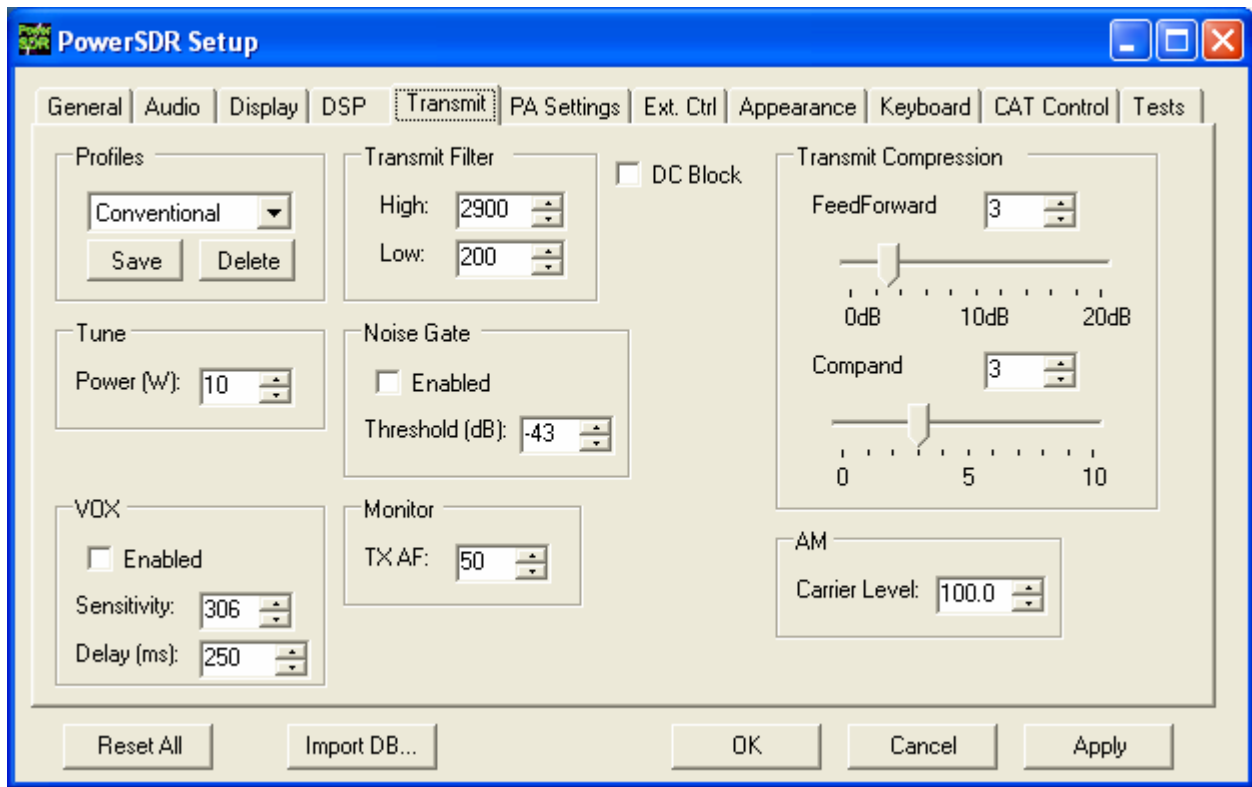 PowerSDR Setup
General Audio Display DSP Transmit PA Settings Ext. Ctrl Appearance Keyboard CAT Control Tests
Profiles
Conventional
Save Delete
Transmit Filter
High: 2900
Low: 200
DC Block
Transmit Compression
FeedForward 3
0dB 10dB 20dB
Compand 3
0 5 10
Tune
Power (W): 10
Noise Gate
Enabled
Threshold (dB): -43
VOX
Enabled
Sensitivity: 306
Delay (ms): 250
Monitor
TX AF: 50
AM
Carrier Level: 100.0
Reset All Import DB... OK Cancel Apply